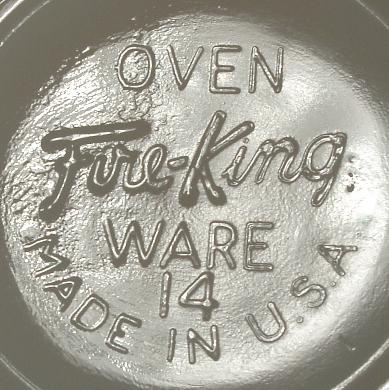 OVEN
Fire-King
WARE
14
MADE IN U.S.A